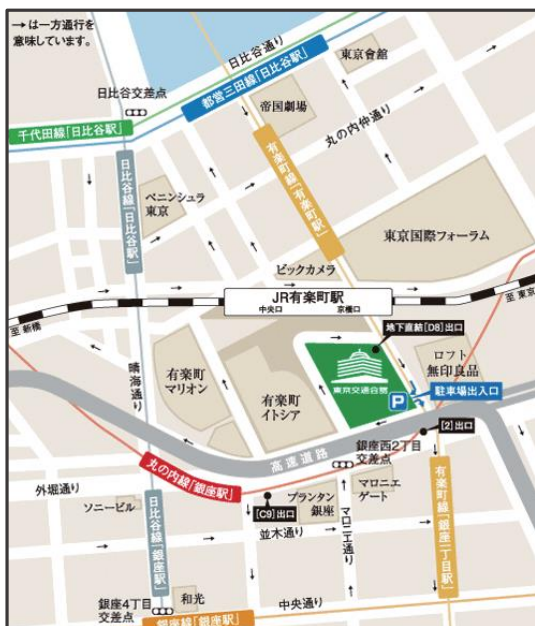 →は一方通行を
意味しています。
日比谷通り
東京會館
日比谷交差点
都営三田線「日比谷駅」
帝国劇場
千代田線「日比谷駅」
丸の内仲通り
有楽町線「有楽町駅」
日比谷線「日比谷駅」
ペニンシュラ
東京
東京国際フォーラム
ビックカメラ
JR有楽町駅
中央口
京橋口
至 新橋
至 東京
地下直結[D8]出口
ロフト
無印良品
晴海通り
有楽町
マリオン
有楽町
イトシア
東京交通会館
P
駐車場出入口
[2]出口
高速道路
銀座西2丁目
交差点
丸の内線「銀座駅」
外堀通り
ソニービル
[C9]出口
プランタン
銀座
マロニエ
ゲート
マロニエ通り
並木通り
日比谷線「銀座駅」
有楽町線「銀座一丁目駅」
銀座4丁目
交差点
和光
中央通り
銀座線「銀座駅」